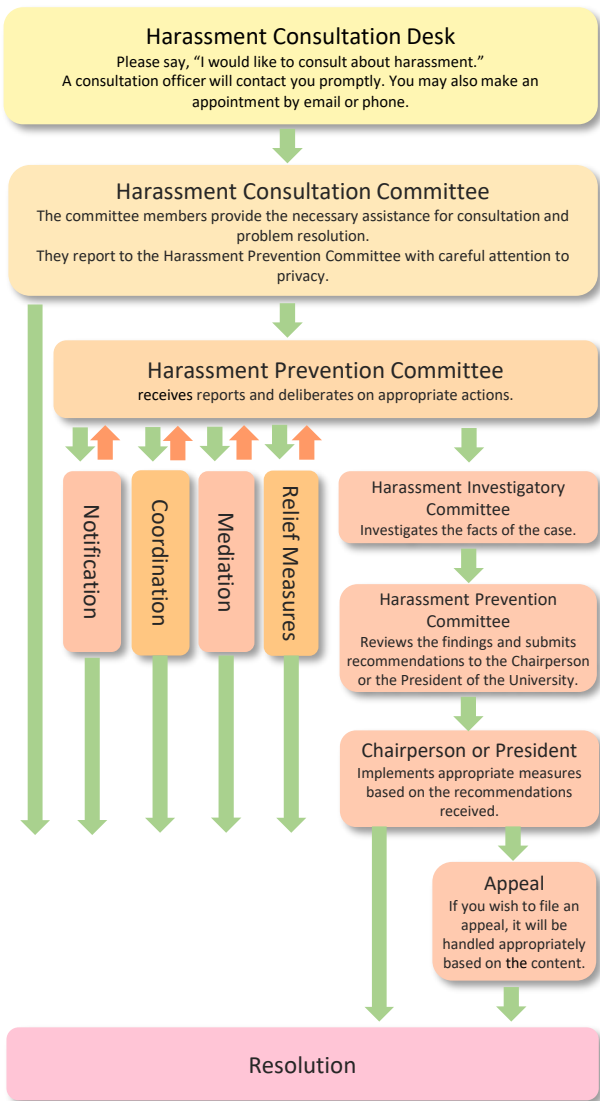 Harassment Consultation Desk
Please say, “I would like to consult about harassment.”
A consultation officer will contact you promptly. You may also make an
appointment by email or phone.
Harassment Consultation Committee
The committee members provide the necessary assistance for consultation and
problem resolution.
They report to the Harassment Prevention Committee with careful attention to
privacy.
Harassment Prevention Committee
receives reports and deliberates on appropriate actions.
Notification
Coordination
Mediation
Relief Measures
Harassment Investigatory
Committee
Investigates the facts of the case.
Harassment Prevention
Committee
Reviews the findings and submits
recommendations to the Chairperson
or the President of the University.
Chairperson or President
Implements appropriate measures
based on the recommendations
received.
Appeal
If you wish to file an
appeal, it will be
handled appropriately
based on the content.
Resolution